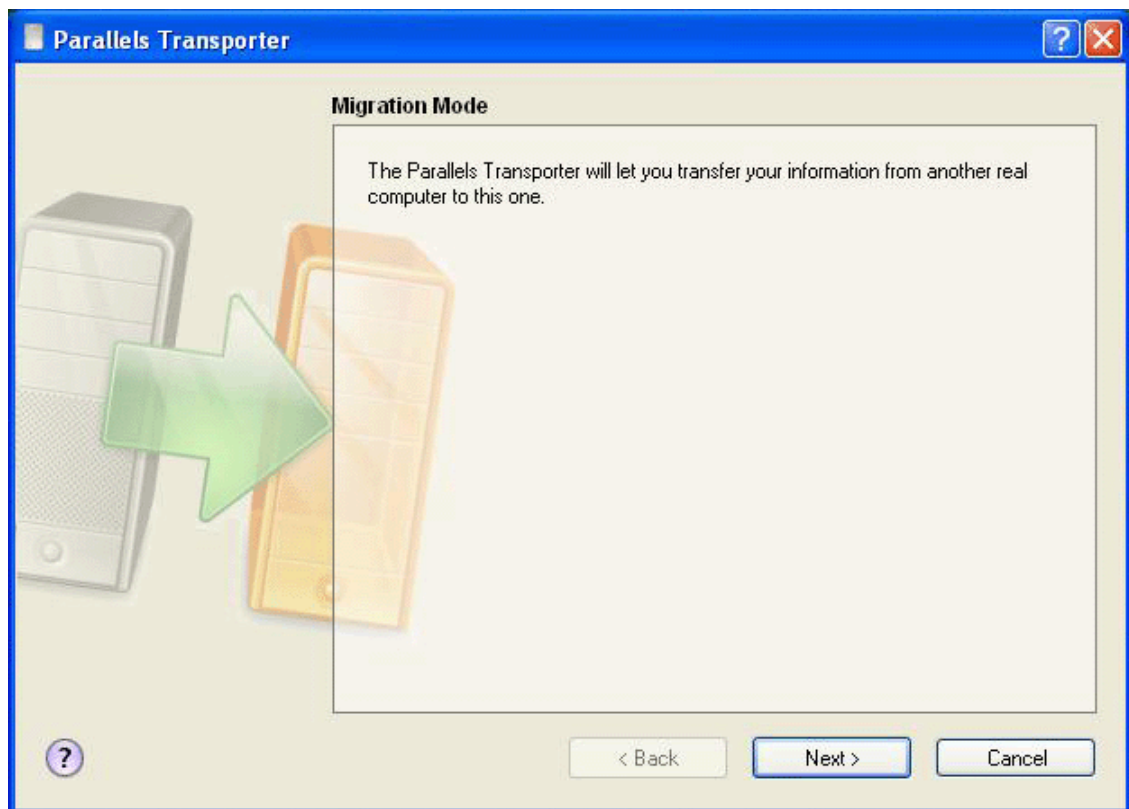 Parallels Transporter
?
Migration Mode
The Parallels Transporter will let you transfer your information from another real
computer to this one.
?
< Back
Next >
Cancel